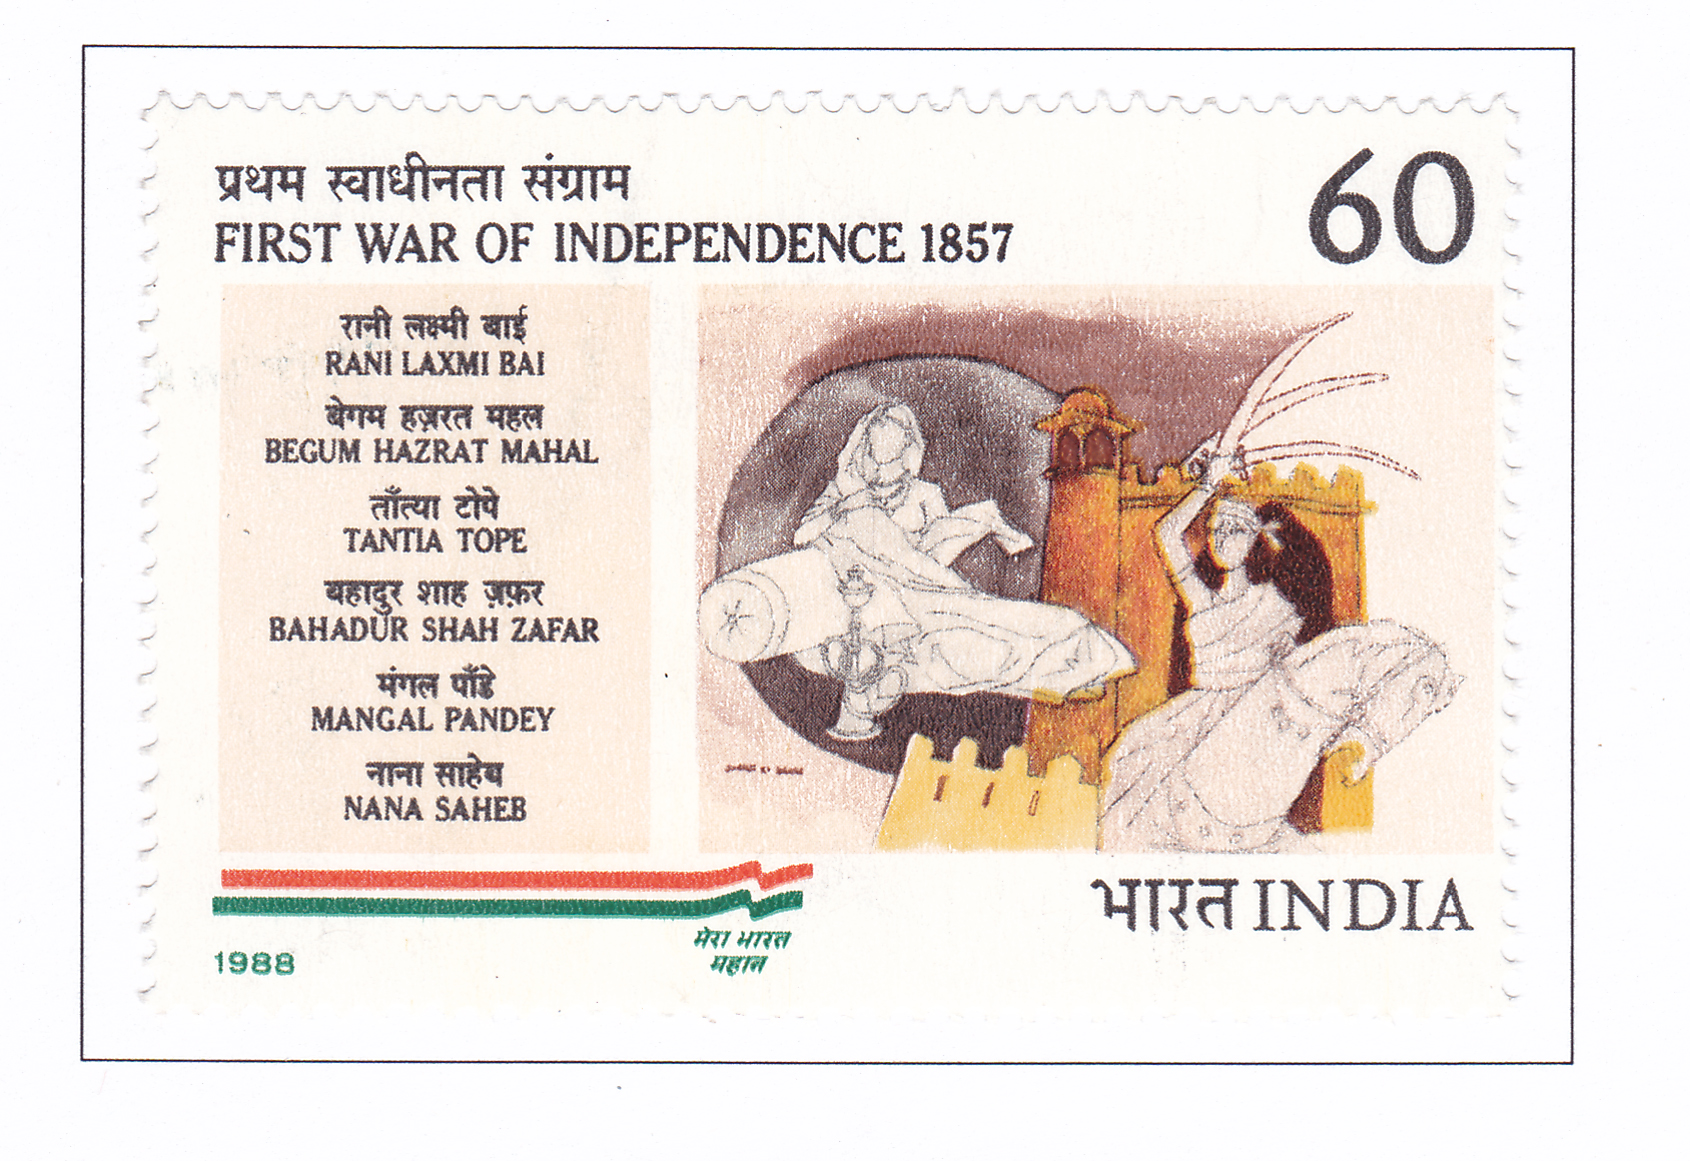 प्रथम स्वाधीनता संग्राम
FIRST WAR OF INDEPENDENCE 1857
60
रानी लक्ष्मी बाई
RANI LAXMI BAI
बेगम हज़रत महल
BEGUM HAZRAT MAHAL
ताँत्या टोपे
TANTIA TOPE
बहादुर शाह ज़फ़र
BAHADUR SHAH ZAFAR
मंगल पाँडे
MANGAL PANDEY
नाना साहेब
NANA SAHEB
भारत INDIA
मेरा भारत
महान
1988